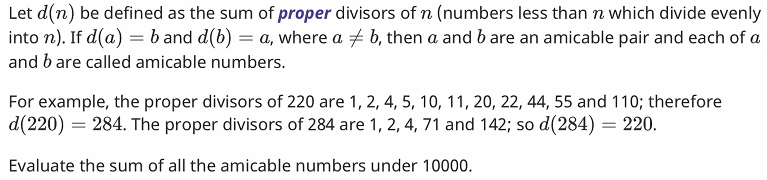 Let d(n) be defined as the sum of proper divisors of n (numbers less than n which divide evenly
into n). If d(a) = b and d(b) = a, where a ≠ b, then a and b are an amicable pair and each of a
and b are called amicable numbers.
For example, the proper divisors of 220 are 1, 2, 4, 5, 10, 11, 20, 22, 44, 55 and 110; therefore
d(220) = 284. The proper divisors of 284 are 1, 2, 4, 71 and 142; so d(284) = 220.
Evaluate the sum of all the amicable numbers under 10000.